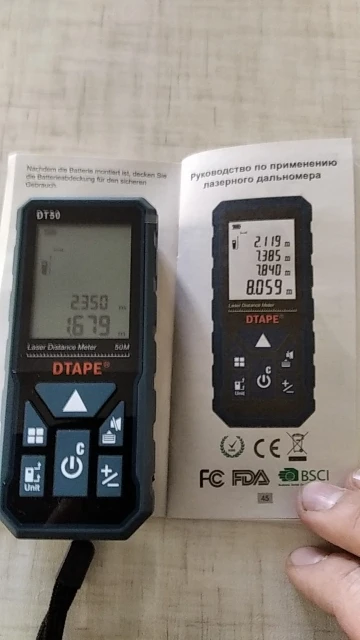 Nachdem die Batterie montiert ist, decken Sie
die Batterieabdeckung für den sicheren
Gebrauch.
DT50
2.350
1.679 m
Laser Distance Meter 50M
DTAPE®
C
Unit
+/-
Руководство по применению
лазерного дальномера
2.119 m
7.385 m
7.840 m
8.059 m
Laser Distance Meter
DTAPE®
C
Unit
+/-
CE
FC FDA BSCI
45